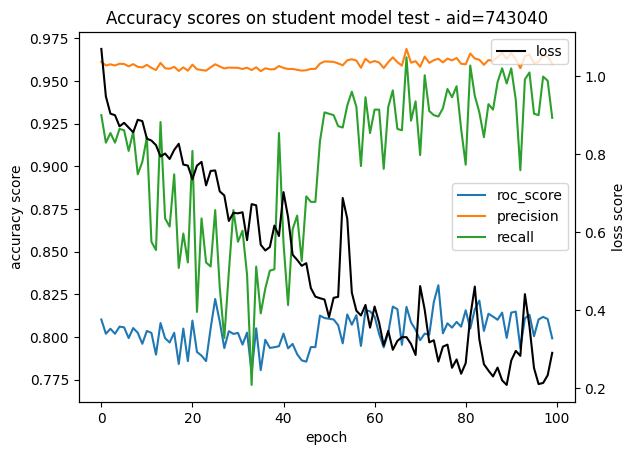 Accuracy scores on student model test - aid=743040
0.975
0.950
0.925
0.900
0.875
0.850
0.825
0.800
0.775
accuracy score
0
20
40
60
80
100
epoch
1.0
0.8
0.6
0.4
0.2
loss score
loss
roc_score
precision
recall